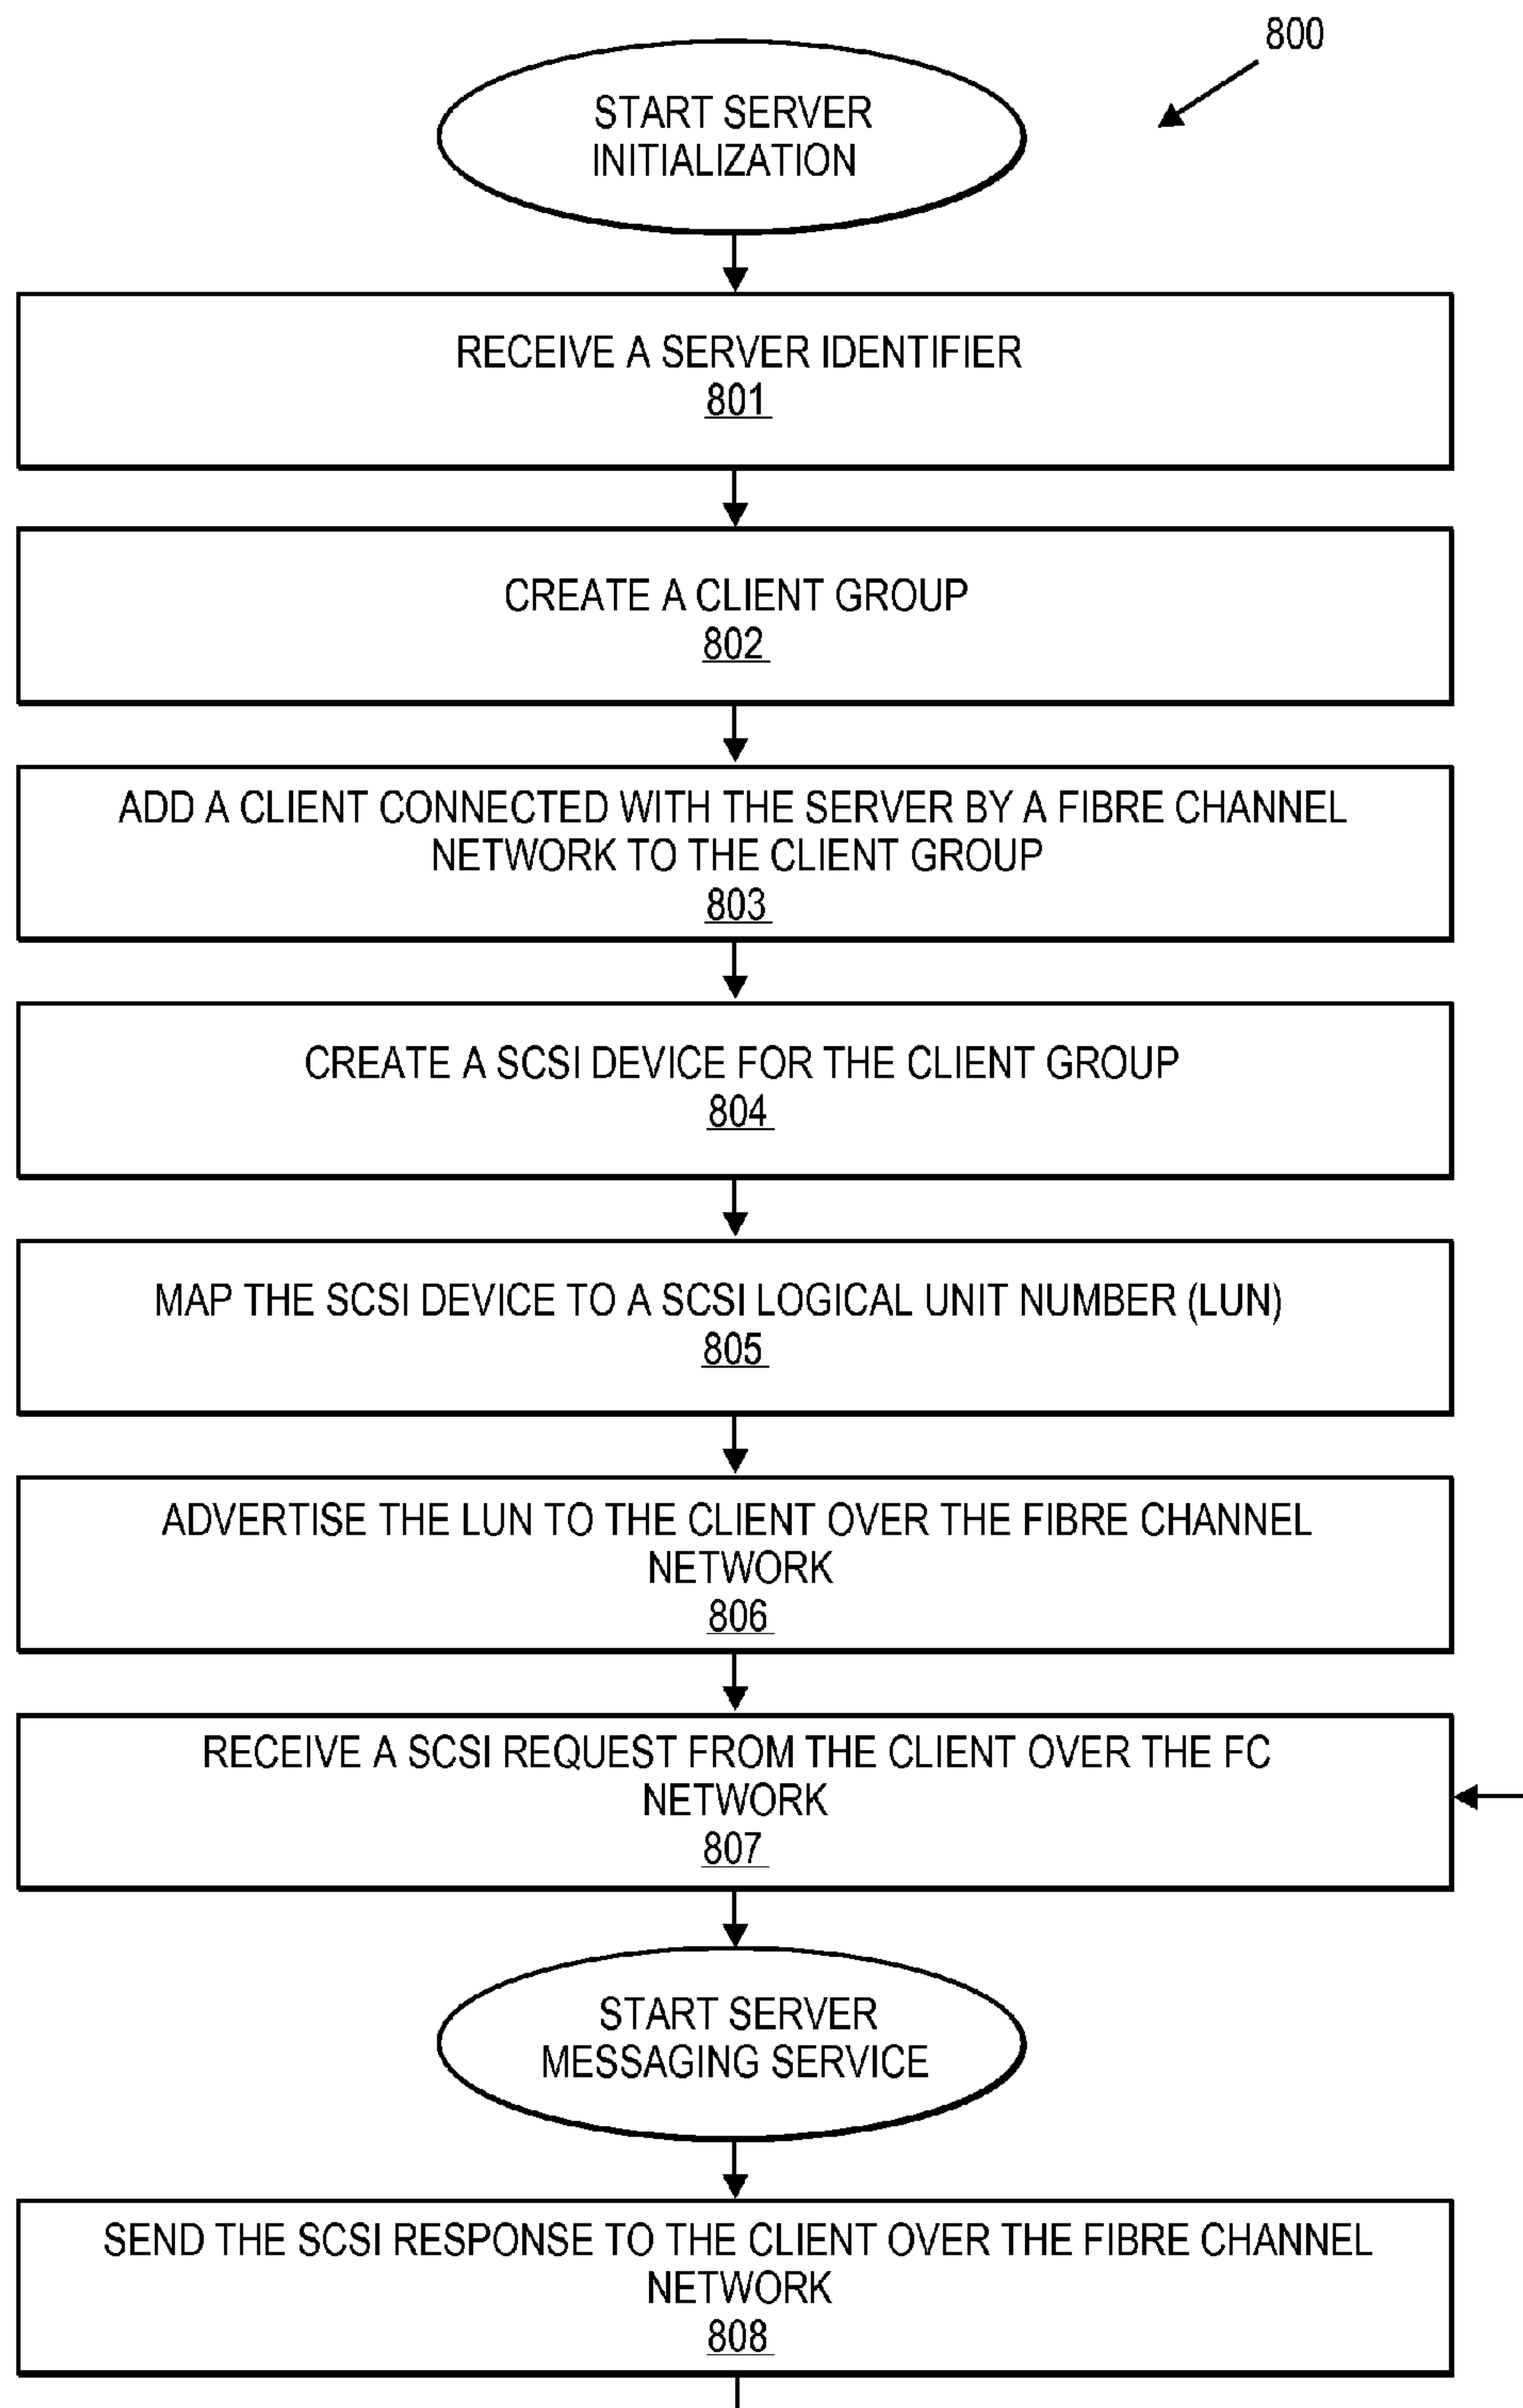 800
START SERVER
INITIALIZATION
RECEIVE A SERVER IDENTIFIER
801
CREATE A CLIENT GROUP
802
ADD A CLIENT CONNECTED WITH THE SERVER BY A FIBRE CHANNEL
NETWORK TO THE CLIENT GROUP
803
CREATE A SCSI DEVICE FOR THE CLIENT GROUP
804
MAP THE SCSI DEVICE TO A SCSI LOGICAL UNIT NUMBER (LUN)
805
ADVERTISE THE LUN TO THE CLIENT OVER THE FIBRE CHANNEL
NETWORK
806
RECEIVE A SCSI REQUEST FROM THE CLIENT OVER THE FC
NETWORK
807
START SERVER
MESSAGING SERVICE
SEND THE SCSI RESPONSE TO THE CLIENT OVER THE FIBRE CHANNEL
NETWORK
808